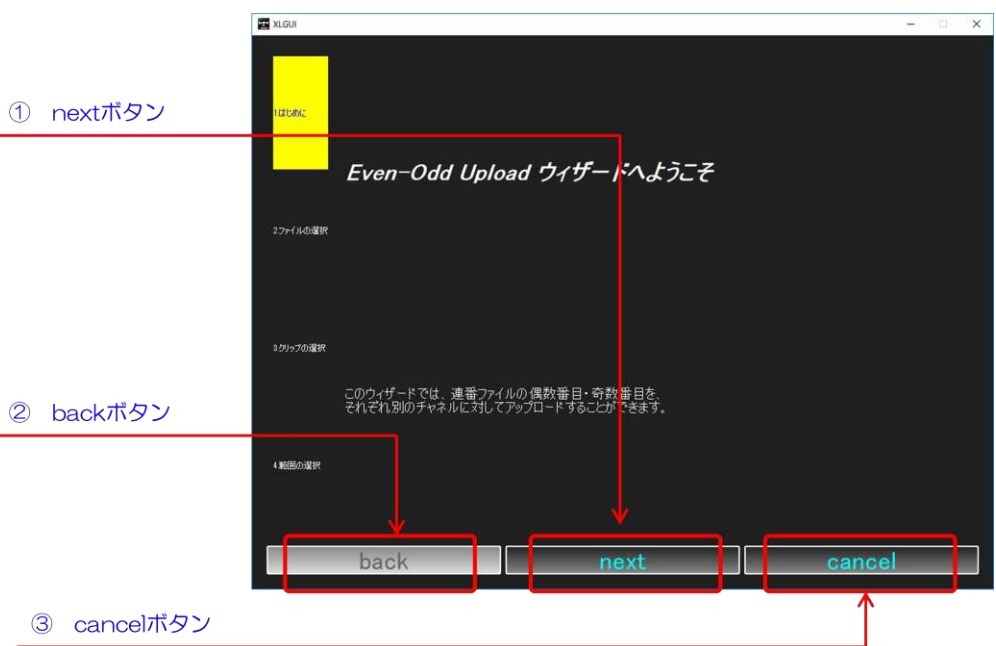 XLGUI
① nextボタン
1.はじめに
Even-Odd Upload ウィザードへようこそ
2.ファイルの選択
3.クリップの選択
このウィザードでは、連番ファイルの偶数番目・奇数番目を、
それぞれ別のチャネルに対してアップロードすることができます。
② backボタン
4.範囲の選択
back
next
cancel
③ cancelボタン